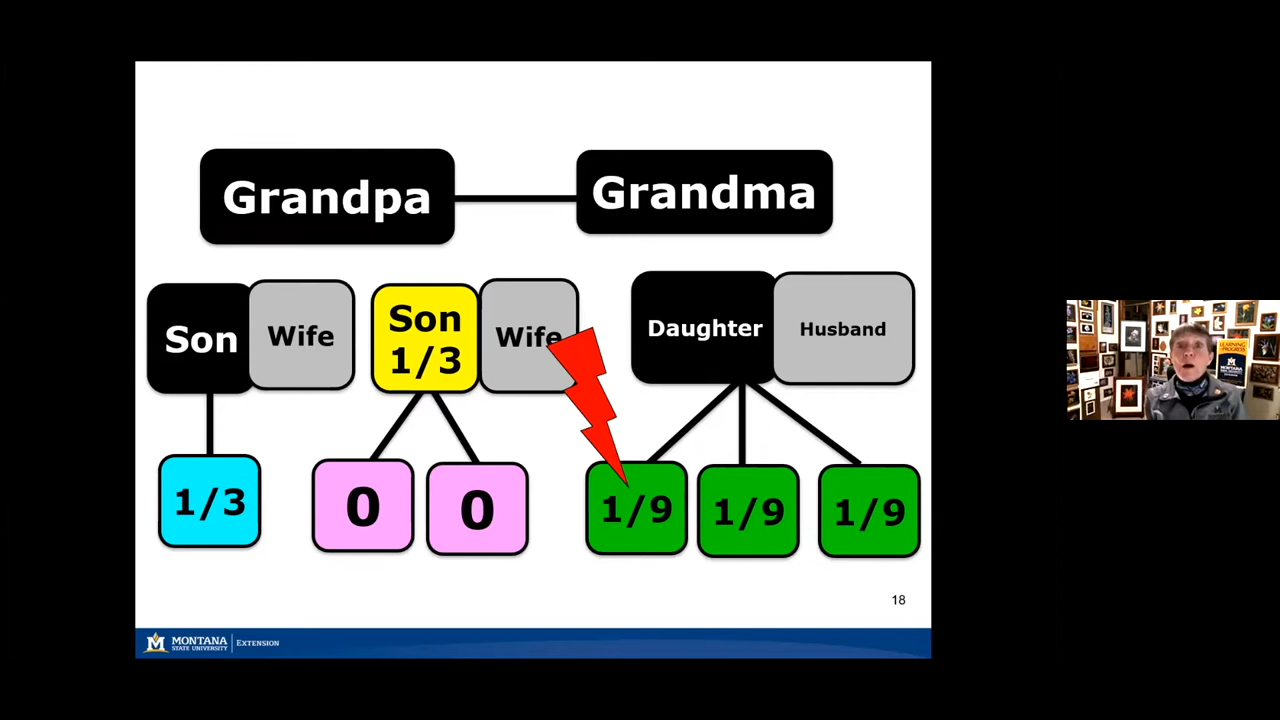 Grandpa
Grandma
Son
Wife
Son
1/3
Wife
Daughter
Husband
1/3
0
0
1/9
1/9
1/9
18
MONTANA
STATE UNIVERSITY
EXTENSION